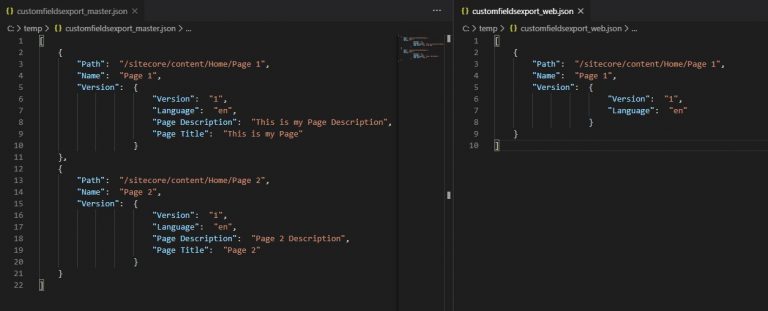 customfieldsexport_master.json ×
C: > temp > customfieldsexport_master.json > ...
1 [
2 {
3 "Path":  "/sitecore/content/Home/Page 1",
4 "Name":  "Page 1",
5 "Version":  {
6 "Version":  "1",
7 "Language":  "en",
8 "Page Description":  "This is my Page Description",
9 "Page Title":  "This is my Page"
10 }
11 },
12 {
13 "Path":  "/sitecore/content/Home/Page 2",
14 "Name":  "Page 2",
15 "Version":  {
16 "Version":  "1",
17 "Language":  "en",
18 "Page Description":  "Page 2 Description",
19 "Page Title":  "Page 2"
20 }
21 }
22 ]
customfieldsexport_web.json ×
C: > temp > customfieldsexport_web.json > ...
1 [
2 {
3 "Path":  "/sitecore/content/Home/Page 1",
4 "Name":  "Page 1",
5 "Version":  {
6 "Version":  "1",
7 "Language":  "en"
8 }
9 }
10 ]